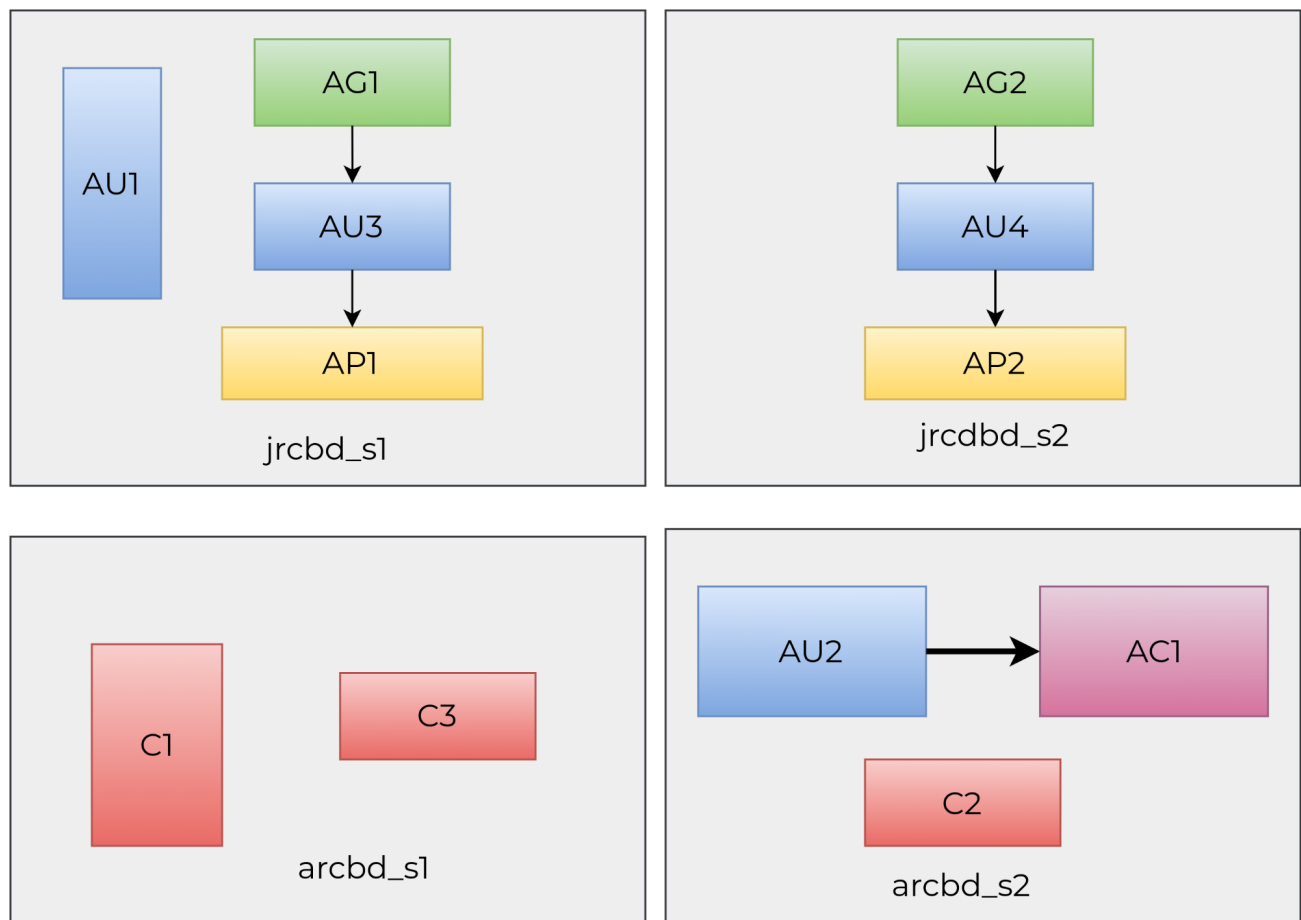 AG1
AU1
AU3
AP1
jrcbd_s1
AG2
AU4
AP2
jrcdbd_s2
C1
C3
arcbd_s1
AU2
AC1
C2
arcbd_s2